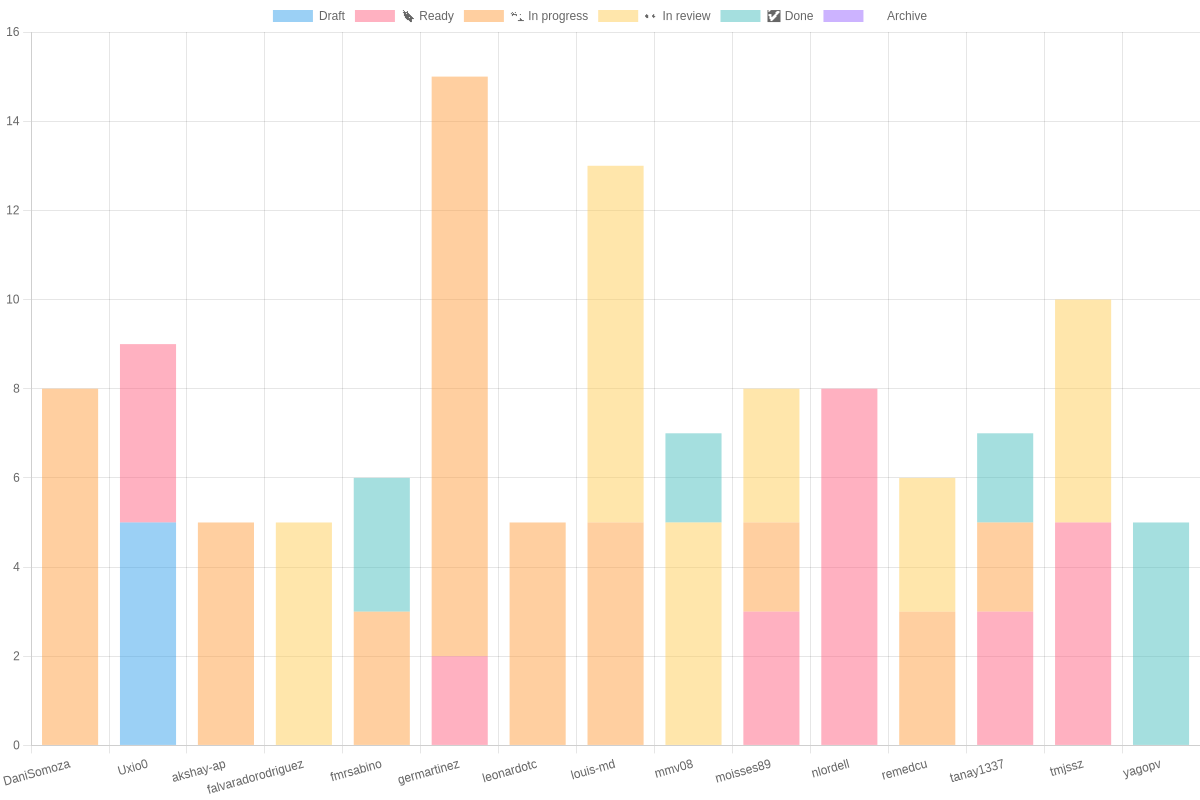 Draft 🔖 Ready 🏗 In progress 👀 In review ✅ Done Archive
16
14
12
10
8
6
4
2
0
DaniSomoza
Uxio0
akshay-ap
falvaradorodriguez
fmrsabino
germartinez
leonardotc
louis-md
mmv08
moisses89
nlordell
remedcu
tanay1337
tmjssz
yagopv